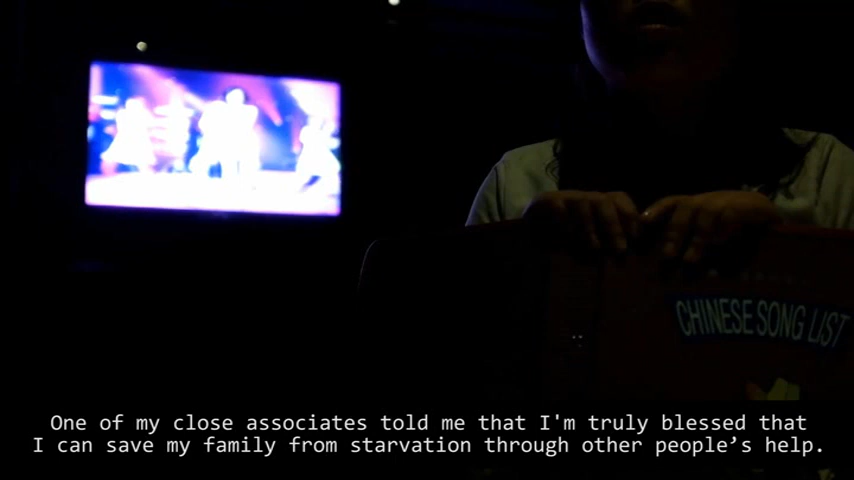 CHINESE SONG LIST
One of my close associates told me that I'm truly blessed that
I can save my family from starvation through other people’s help.